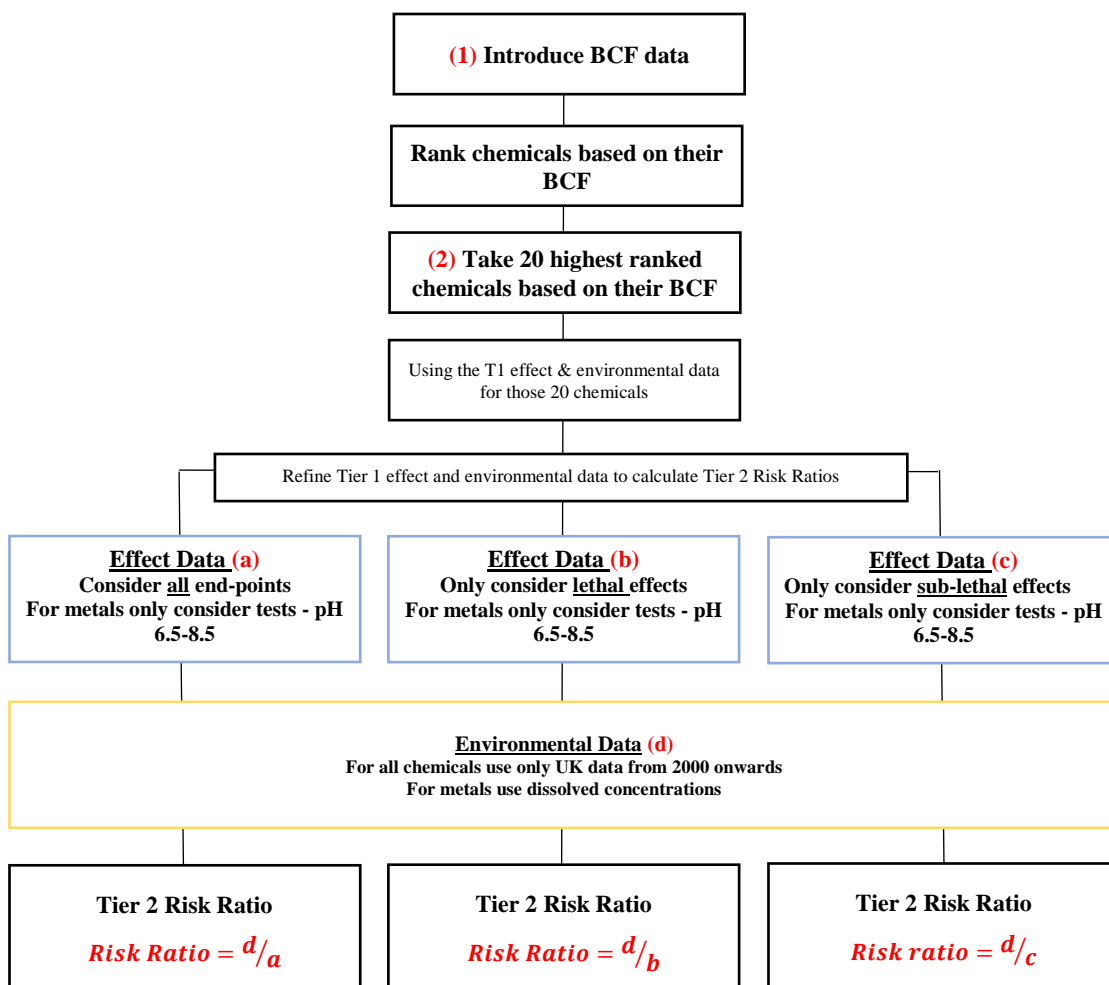 (1) Introduce BCF data
Rank chemicals based on their
BCF
(2) Take 20 highest ranked
chemicals based on their BCF
Using the T1 effect & environmental data
for those 20 chemicals
Refine Tier 1 effect and environmental data to calculate Tier 2 Risk Ratios
Effect Data (a)
Consider all end-points
For metals only consider tests - pH
6.5-8.5
Effect Data (b)
Only consider lethal effects
For metals only consider tests - pH
6.5-8.5
Effect Data (c)
Only consider sub-lethal effects
For metals only consider tests - pH
6.5-8.5
Environmental Data (d)
For all chemicals use only UK data from 2000 onwards
For metals use dissolved concentrations
Tier 2 Risk Ratio
Risk Ratio = d/a
Tier 2 Risk Ratio
Risk Ratio = d/b
Tier 2 Risk Ratio
Risk ratio = d/c